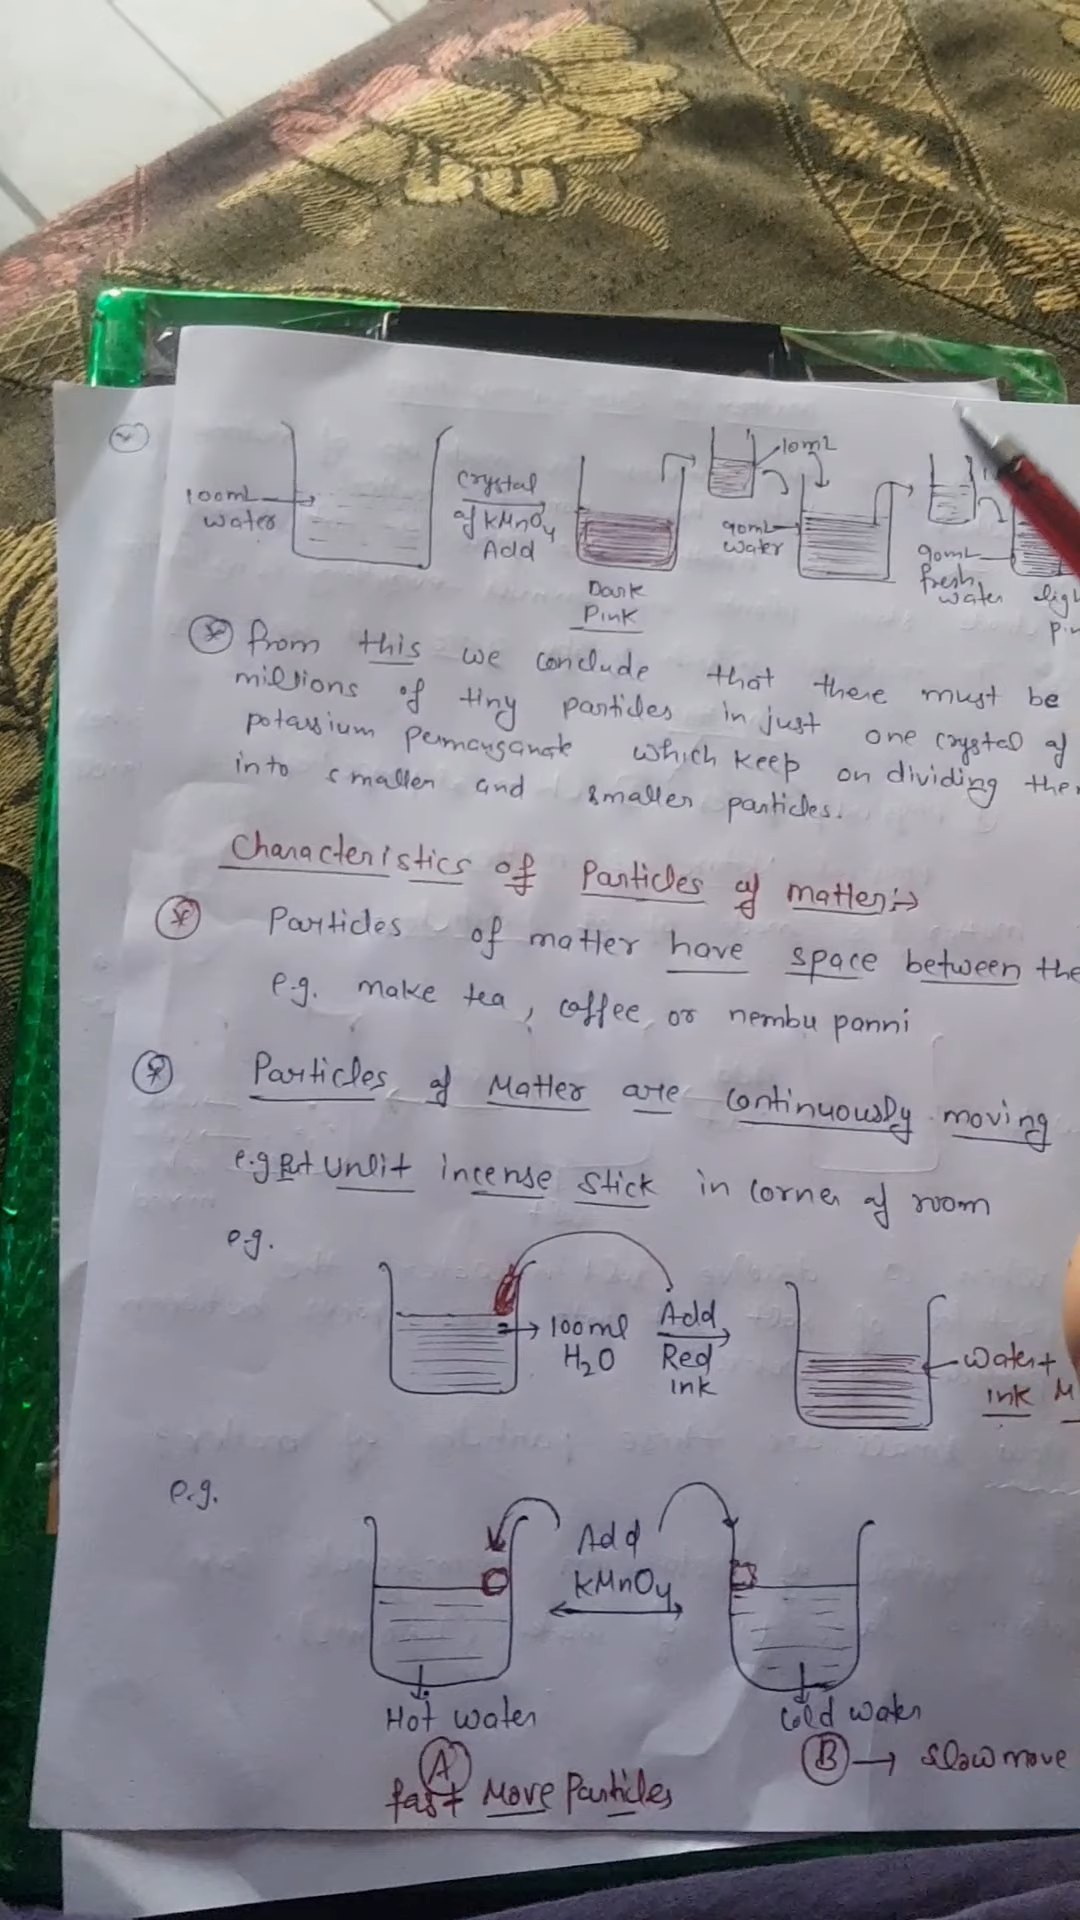 100mL water
Crystal of KMnO4 Add
Dark Pink
10mL
90mL water
90mL fresh water
from this we conclude that there must be
millions of tiny particles in just one crystal of
potassium permanganate which keep on dividing
into smaller and smaller particles.
Characteristics of Particles of matter:→
Particles of matter have space between
e.g. make tea, coffee, or nembu panni
Particles of Matter are continuously moving
e.g Put unlit incense stick in corner of room
e.g.
→ 100ml H2O
Add Red ink
water + ink
e.g.
Add KMnO4
Hot water
Cold water
A
B → slow move
fast Move Particles